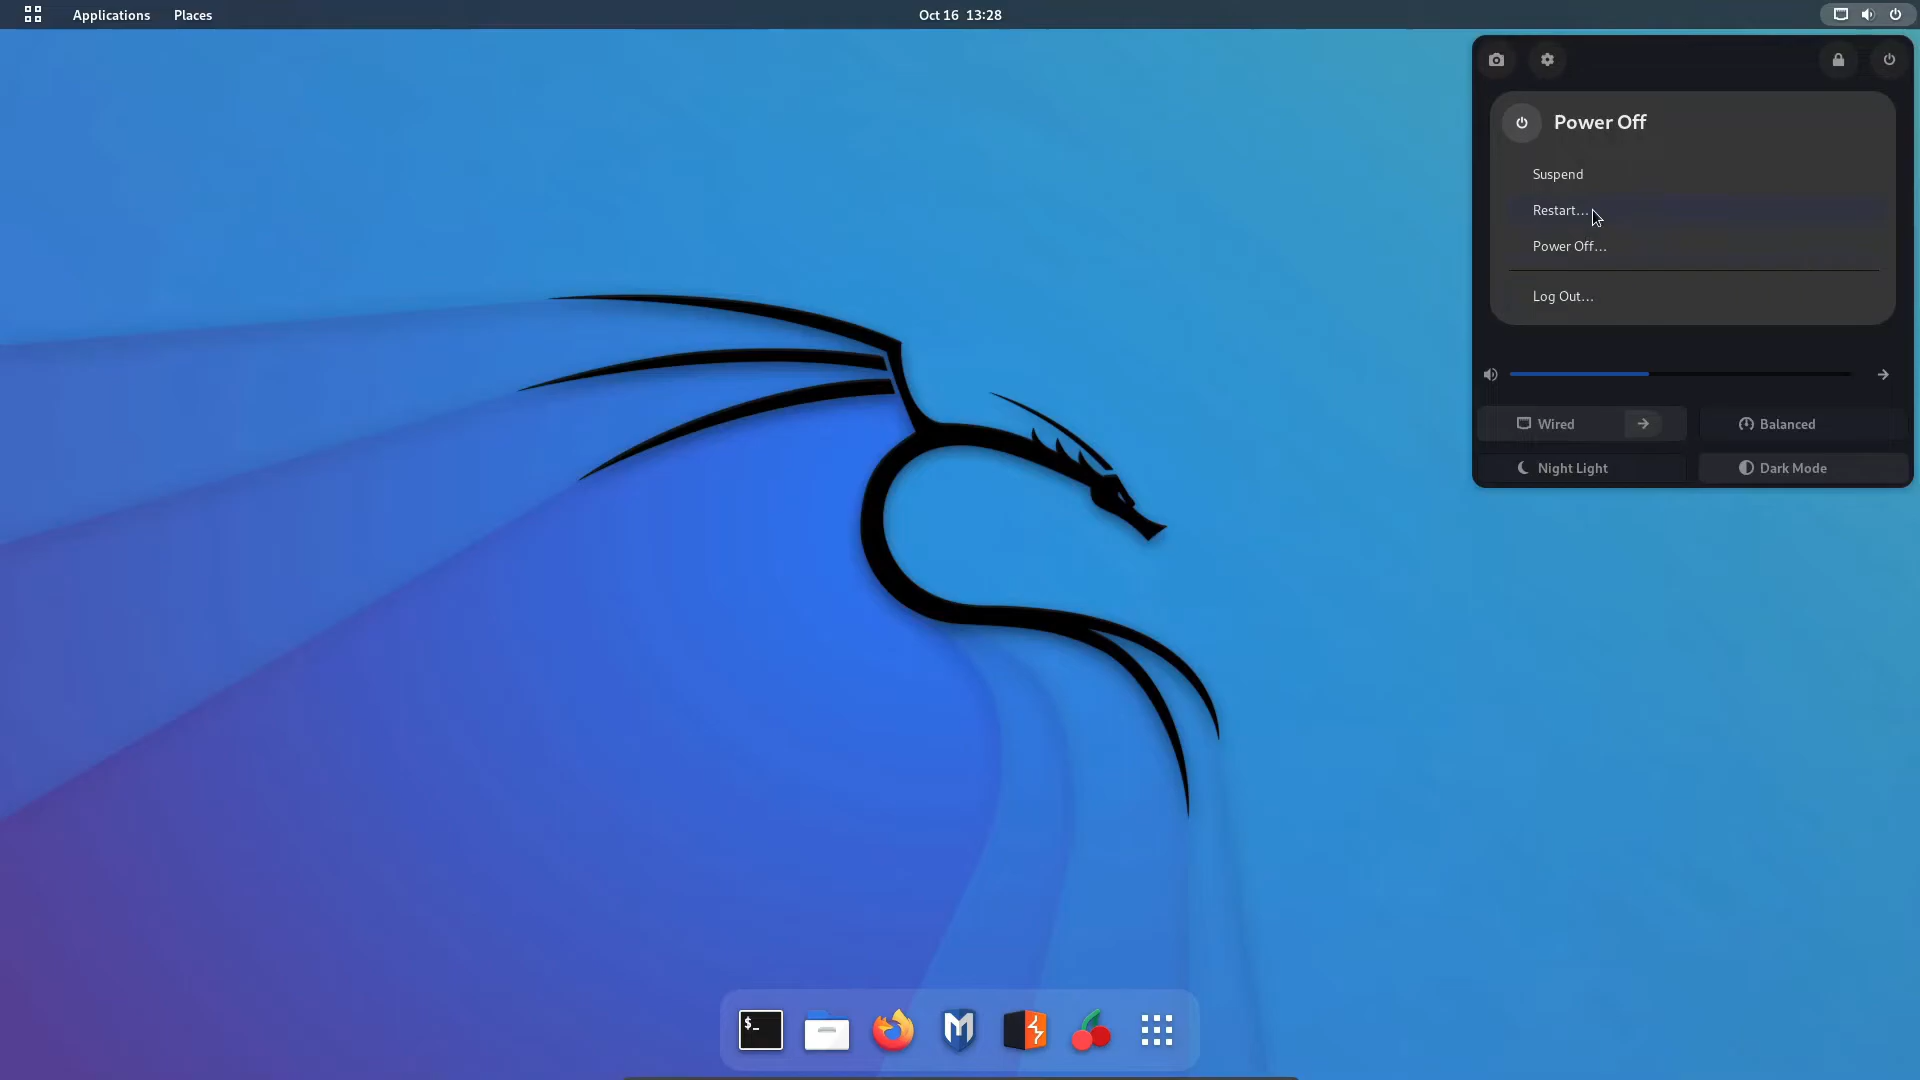 Applications Places Oct 16 13:28
Power Off
Suspend
Restart...
Power Off...
Log Out...
Wired Balanced
Night Light Dark Mode
$_